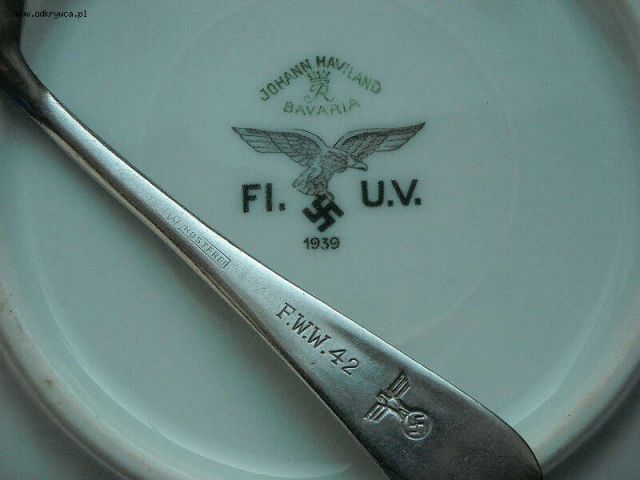 www.odkrywca.pl
JOHANN HAVILAND
R
BAVARIA
Fl. U.V.
1939
ROSTFREI
F.W.W.42